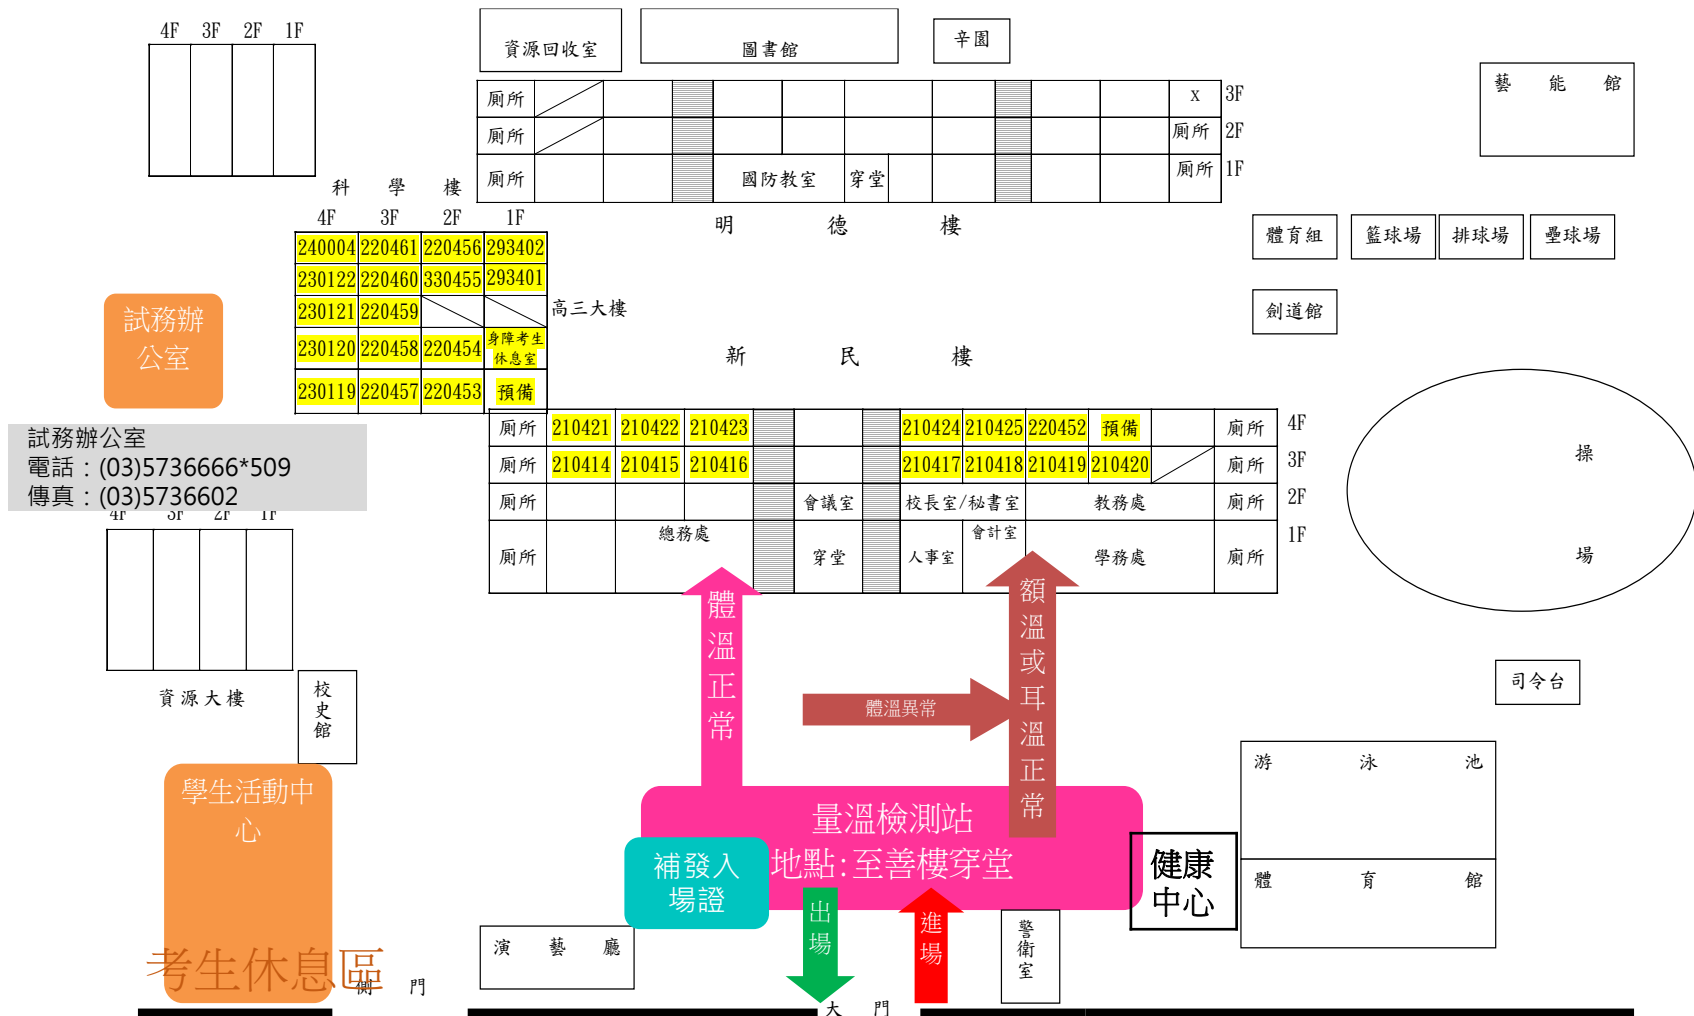 4F 3F 2F 1F
資源回收室
圖書館
辛園
藝 能 館
廁所 x 3F
廁所 廁所 2F
廁所 國防教室 穿堂 廁所 1F
科 學 樓
明 德 樓
體育組 籃球場 排球場 壘球場
劍道館
4F 3F 2F 1F
240004 220461 220456 293402
230122 220460 330455 293401
230121 220459
230120 220458 220454 身障考生
休息室
230119 220457 220453 預備
高三大樓
試務辦
公室
新 民 樓
試務辦公室
電話：(03)5736666*509
傳真：(03)5736602
廁所 210421 210422 210423 210424 210425 220452 預備 廁所 4F
廁所 210414 210415 210416 210417 210418 210419 210420 廁所 3F
廁所 會議室 校長室/秘書室 教務處 廁所 2F
廁所 總務處 穿堂 人事室 會計室 學務處 廁所 1F
操
場
4F 3F 2F 1F
資源大樓
校史館
體溫正常
體溫異常
額溫或耳溫正常
司令台
游 泳 池
體 育 館
學生活動中
心
考生休息區
量溫檢測站
地點:至善樓穿堂
補發入
場證
健康
中心
出場
進場
警衛室
演 藝 廳
側 門
大 門